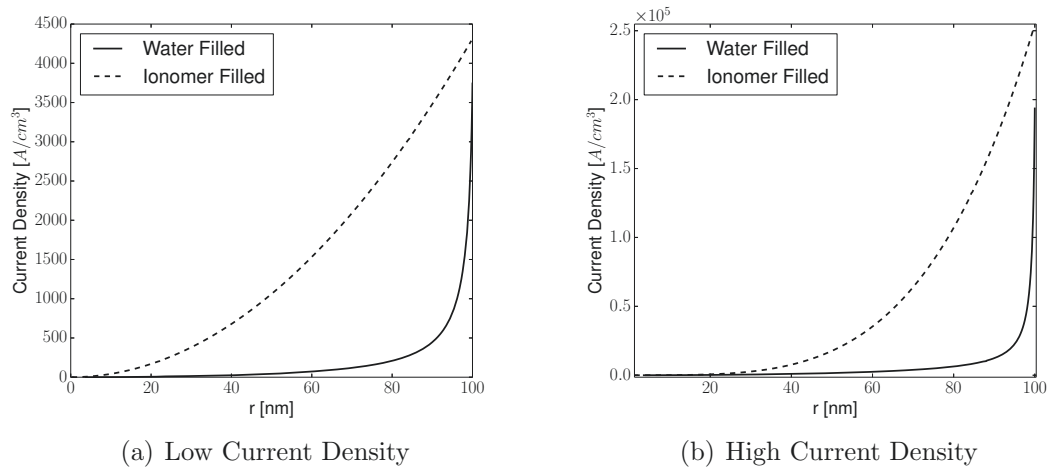 4500
4000
3500
3000
2500
2000
1500
1000
500
0
Current Density [A/cm³]
Water Filled
Ionomer Filled
0 20 40 60 80 100
r [nm]
(a) Low Current Density
×10⁵
2.5
2.0
1.5
1.0
0.5
0.0
Current Density [A/cm³]
Water Filled
Ionomer Filled
20 40 60 80 100
r [nm]
(b) High Current Density